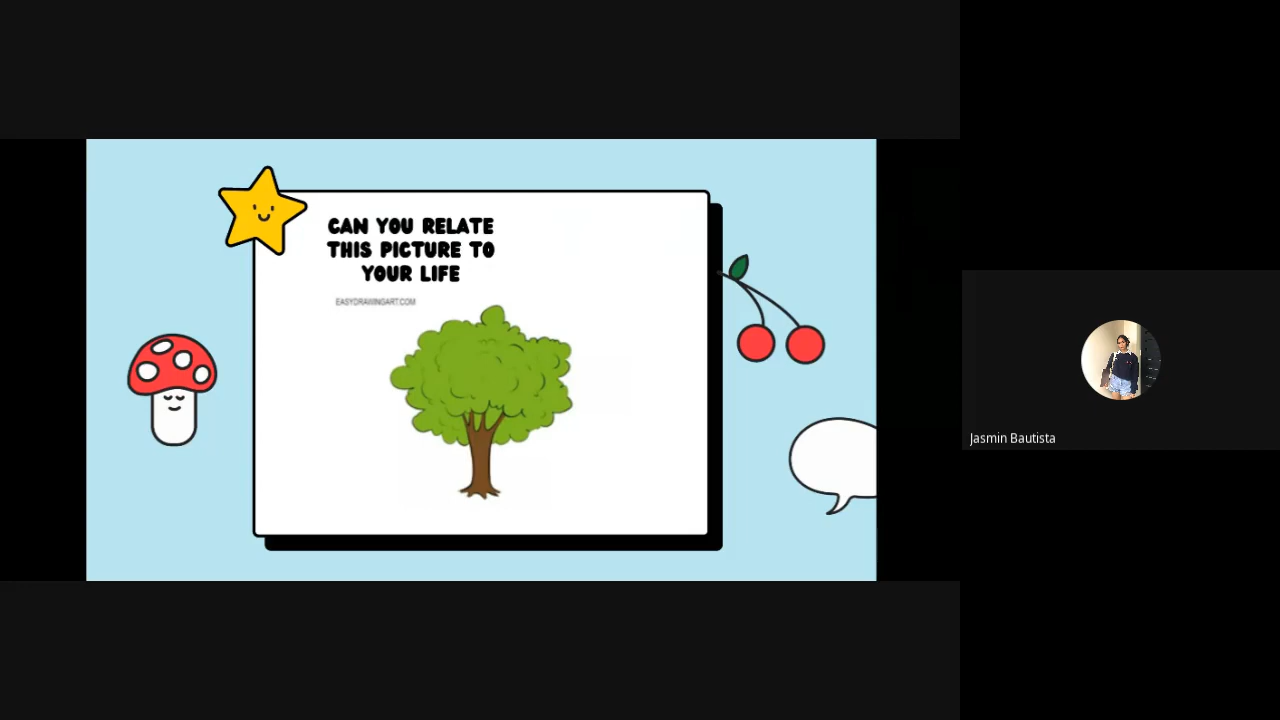 CAN YOU RELATE
THIS PICTURE TO
YOUR LIFE
EASYDRAWINGART.COM
Jasmin Bautista